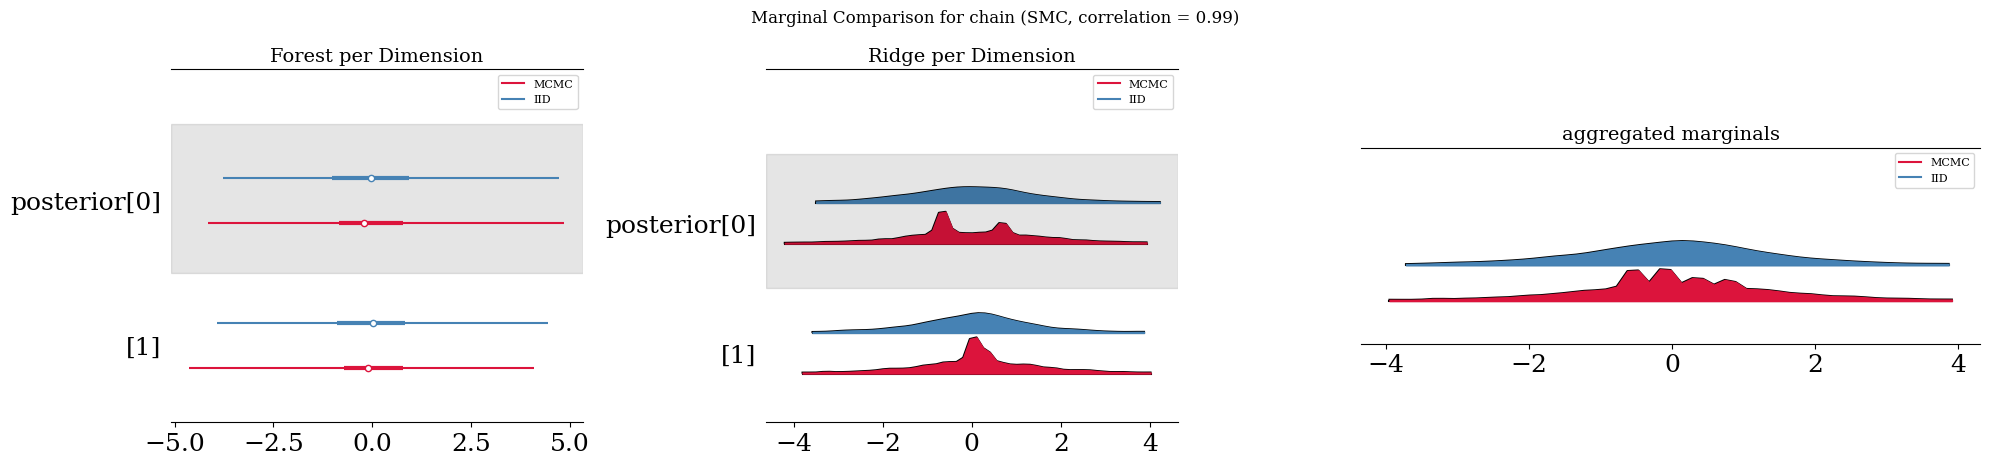 Marginal Comparison for chain (SMC, correlation = 0.99)
Forest per Dimension
MCMC
IID
posterior[0]
[1]
−5.0 −2.5 0.0 2.5 5.0
Ridge per Dimension
MCMC
IID
posterior[0]
[1]
−4 −2 0 2 4
aggregated marginals
MCMC
IID
−4 −2 0 2 4